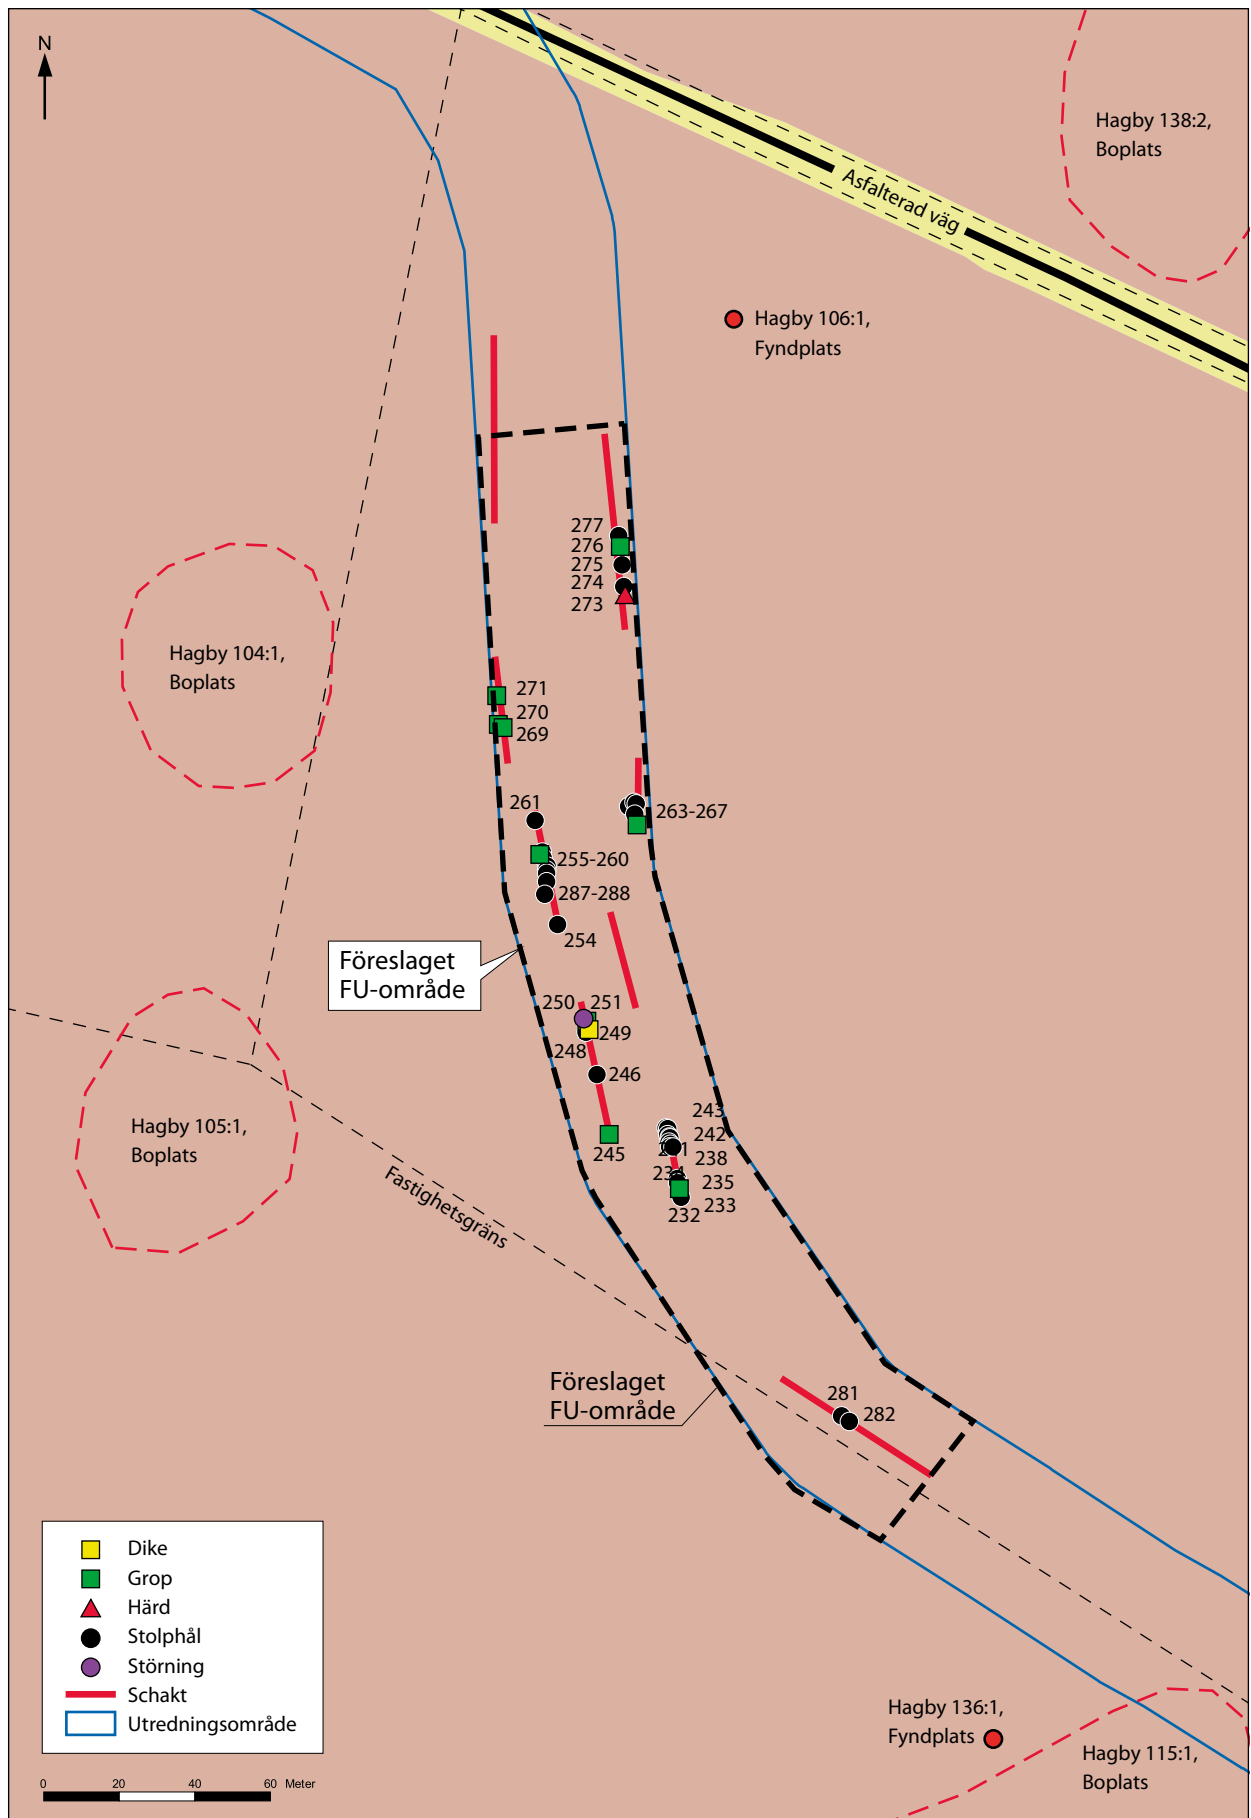 N
Hagby 138:2,
Boplats
Asfalterad väg
Hagby 106:1,
Fyndplats
277
276
275
274
273
Hagby 104:1,
Boplats
271
270
269
261
263-267
255-260
287-288
254
Föreslaget
FU-område
250
251
249
248
246
243
242
238
245
234
235
233
232
Hagby 105:1,
Boplats
Fastighetsgräns
Föreslaget
FU-område
281
282
Dike
Grop
Härd
Stolphål
Störning
Schakt
Utredningsområde
0 20 40 60 Meter
Hagby 136:1,
Fyndplats
Hagby 115:1,
Boplats